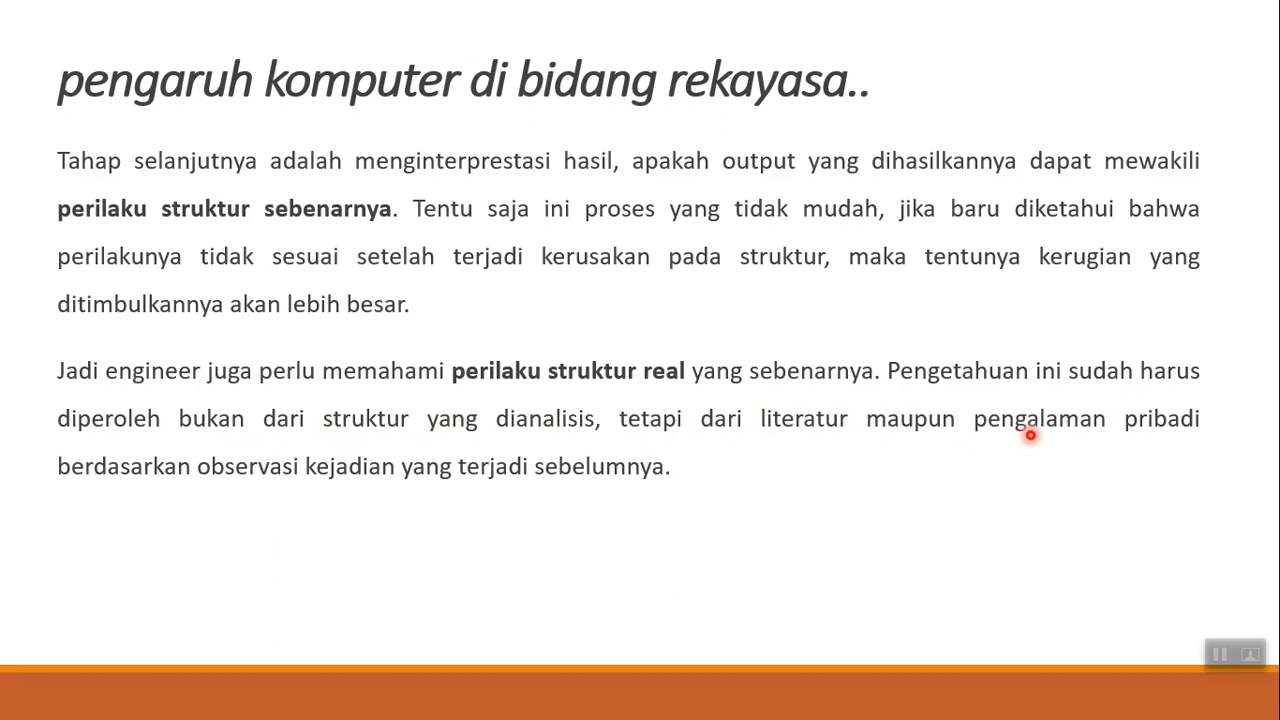 pengaruh komputer di bidang rekayasa..
Tahap selanjutnya adalah menginterprestasi hasil, apakah output yang dihasilkannya dapat mewakili
perilaku struktur sebenarnya. Tentu saja ini proses yang tidak mudah, jika baru diketahui bahwa
perilakunya tidak sesuai setelah terjadi kerusakan pada struktur, maka tentunya kerugian yang
ditimbulkannya akan lebih besar.
Jadi engineer juga perlu memahami perilaku struktur real yang sebenarnya. Pengetahuan ini sudah harus
diperoleh bukan dari struktur yang dianalisis, tetapi dari literatur maupun pengalaman pribadi
berdasarkan observasi kejadian yang terjadi sebelumnya.